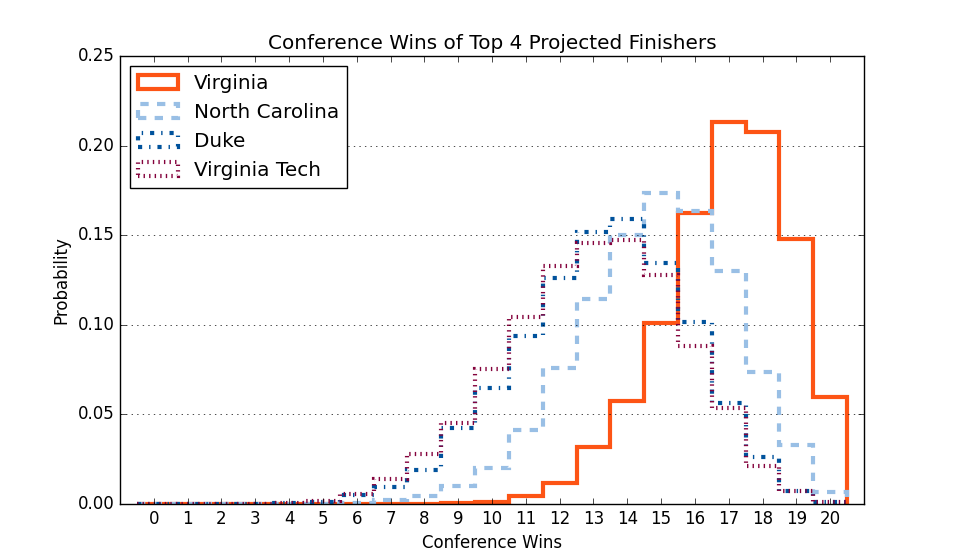 Conference Wins of Top 4 Projected Finishers
0.25
0.20
0.15
0.10
0.05
0.00
Probability
Virginia
North Carolina
Duke
Virginia Tech
0 1 2 3 4 5 6 7 8 9 10 11 12 13 14 15 16 17 18 19 20
Conference Wins